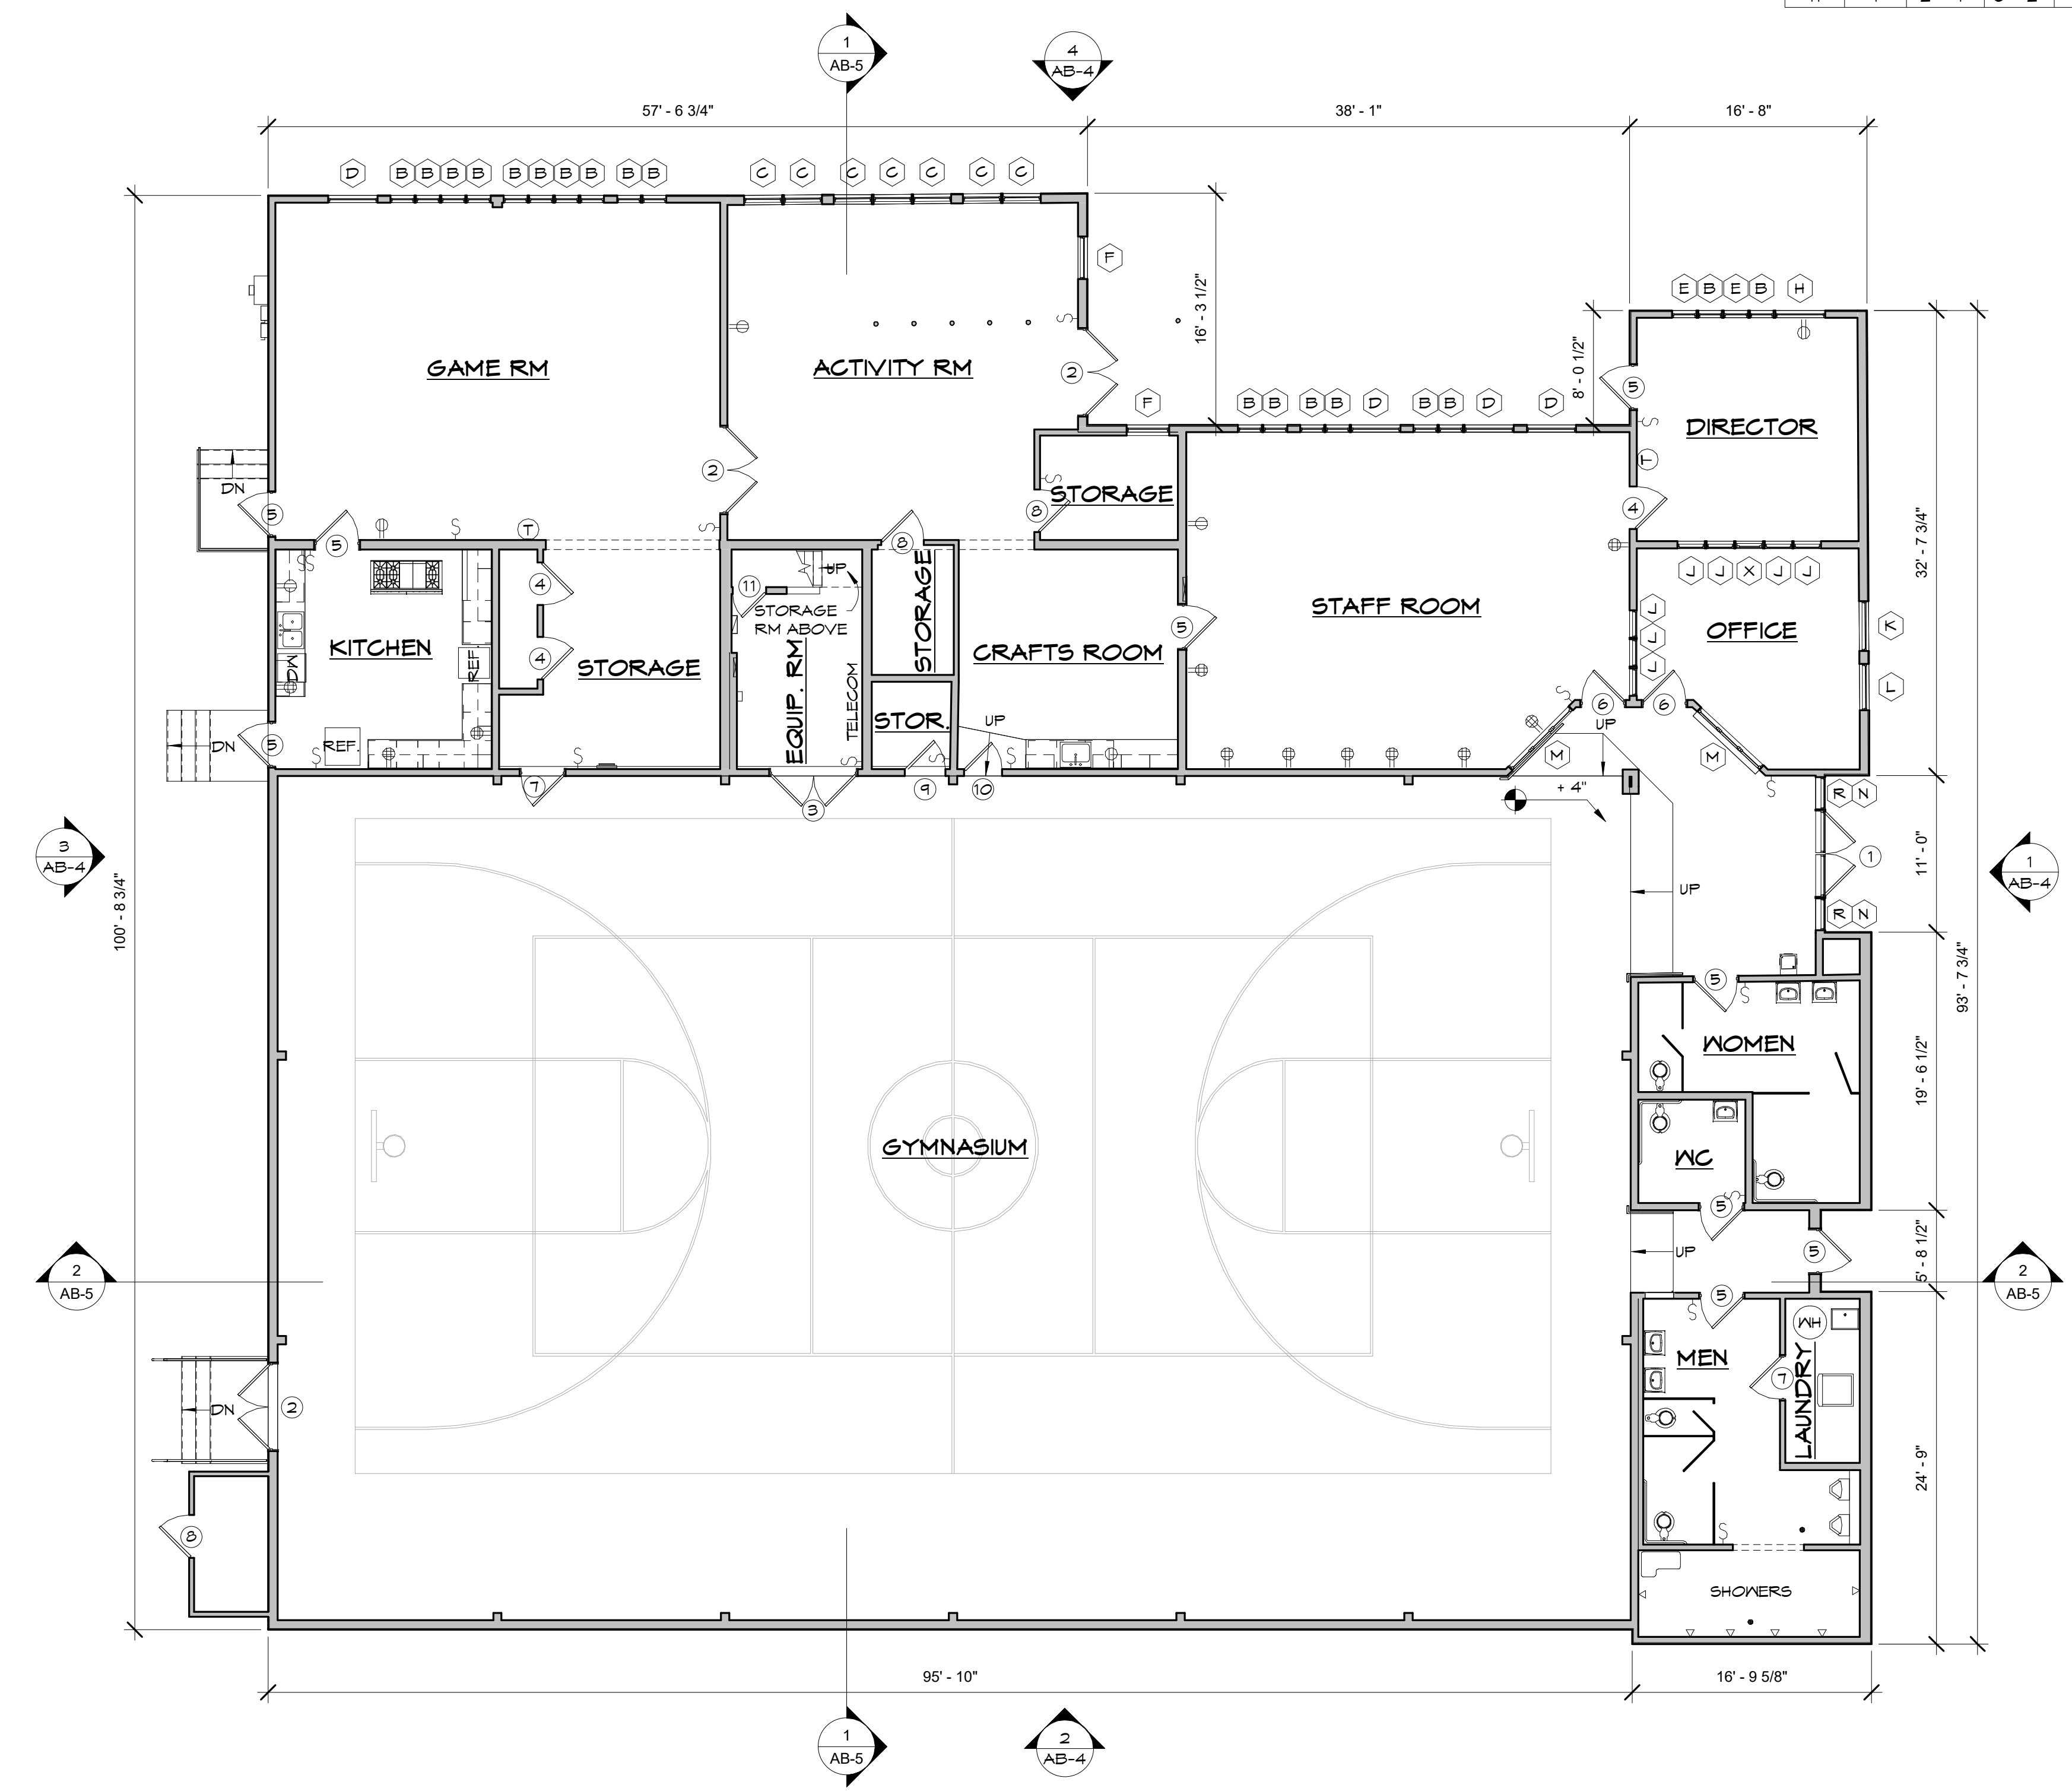 1
AB-5
4
AB-4
57' - 6 3/4"
38' - 1"
16' - 8"
D B B B B B B B B B B C C C C C C C
F
E B E B H
16' - 3 1/2"
8' - 0 1/2"
GAME RM
ACTIVITY RM
2
F B B B B D B B D D
5
DIRECTOR
T
2
DN
5
5
T
8
STORAGE
4
8
32' - 7 3/4"
4
11
UP
STORAGE
RM ABOVE
STORAGE
J J X J J
STAFF ROOM
J
J
J
OFFICE
K
KITCHEN
DW
REF.
4
STORAGE
EQUIP. RM
TELECOM
CRAFTS ROOM
5
L
6
6
UP
STOR.
UP
DN
5
REF.
M
M
7
3
9
10
+ 4"
R N
1
11' - 0"
3
AB-4
100' - 8 3/4"
1
AB-4
UP
R N
5
93' - 7 3/4"
WOMEN
19' - 6 1/2"
GYMNASIUM
WC
5
UP
5
5' - 8 1/2"
2
AB-5
2
AB-5
5
WH
MEN
7
LAUNDRY
DN
2
24' - 9"
8
SHOWERS
95' - 10"
16' - 9 5/8"
1
AB-5
2
AB-4